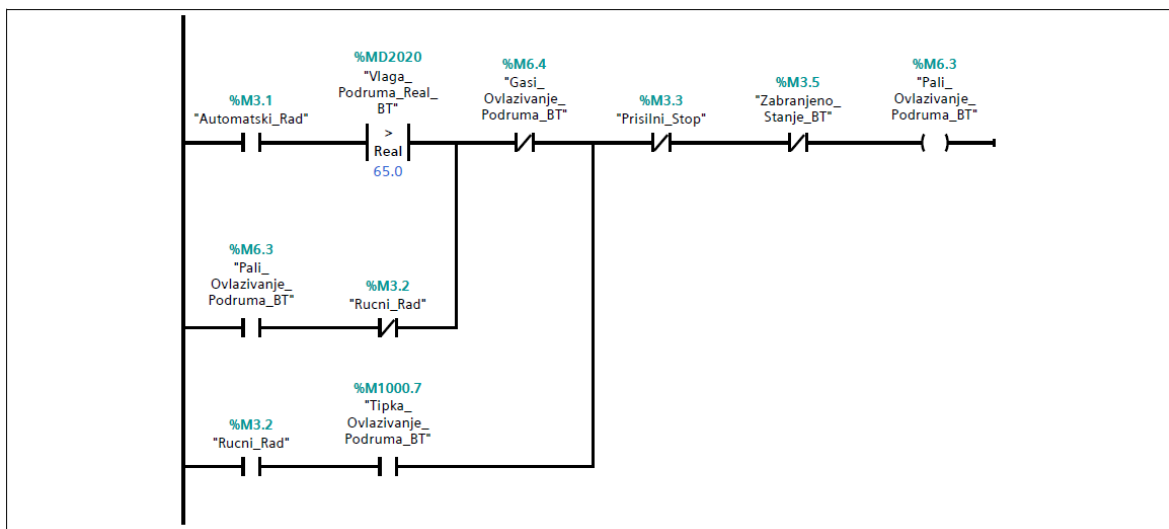 %MD2020
"Vlaga_
Podruma_Real_
BT"
%M3.1
"Automatski_Rad"
>
Real
65.0
%M6.4
"Gasi_
Ovlazivanje_
Podruma_BT"
%M3.3
"Prisilni_Stop"
%M3.5
"Zabranjeno_
Stanje_BT"
%M6.3
"Pali_
Ovlazivanje_
Podruma_BT"
%M6.3
"Pali_
Ovlazivanje_
Podruma_BT"
%M3.2
"Rucni_Rad"
%M3.2
"Rucni_Rad"
%M1000.7
"Tipka_
Ovlazivanje_
Podruma_BT"